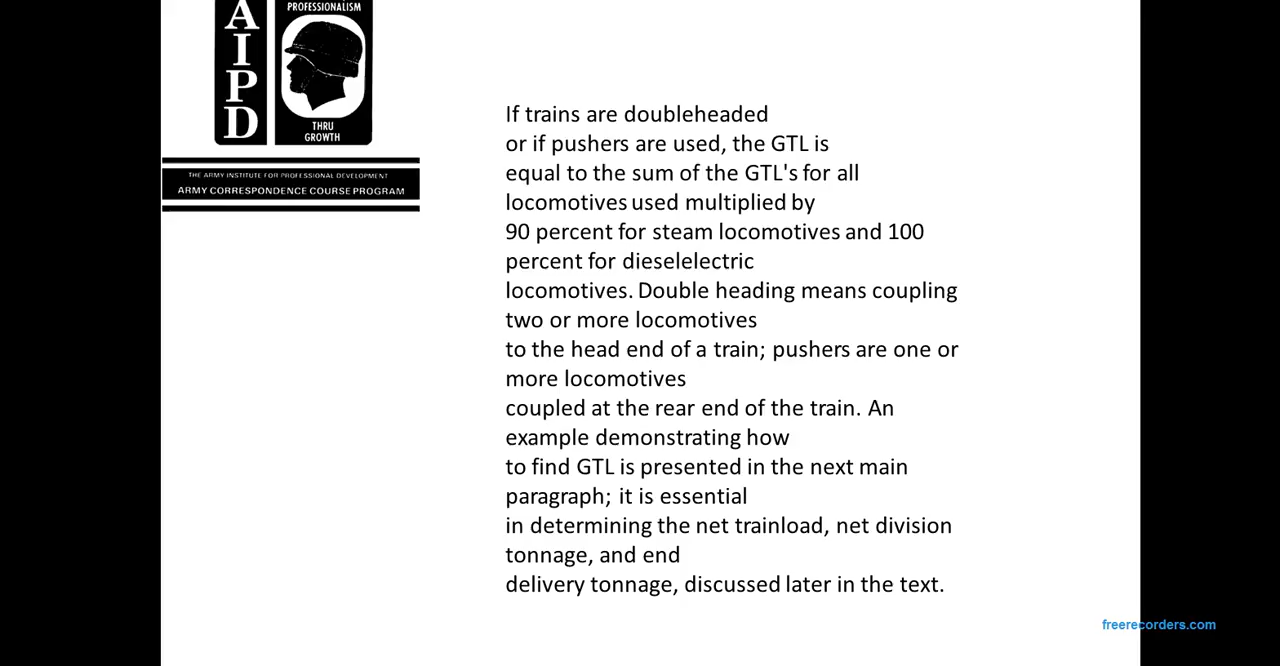 A
I
P
D
PROFESSIONALISM
THRU
GROWTH
THE ARMY INSTITUTE FOR PROFESSIONAL DEVELOPMENT
ARMY CORRESPONDENCE COURSE PROGRAM
If trains are doubleheaded
or if pushers are used, the GTL is
equal to the sum of the GTL's for all
locomotives used multiplied by
90 percent for steam locomotives and 100
percent for dieselelectric
locomotives. Double heading means coupling
two or more locomotives
to the head end of a train; pushers are one or
more locomotives
coupled at the rear end of the train. An
example demonstrating how
to find GTL is presented in the next main
paragraph; it is essential
in determining the net trainload, net division
tonnage, and end
delivery tonnage, discussed later in the text.
freerecorders.com